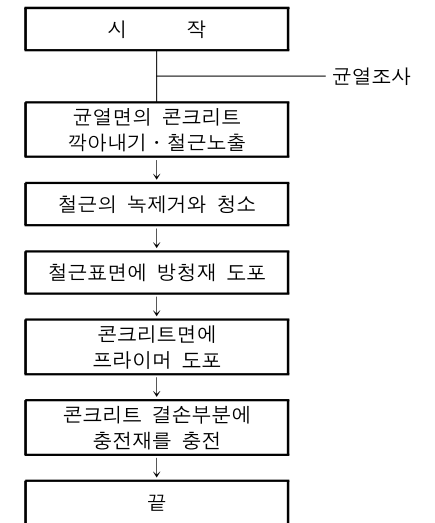 시 작
균열조사
균열면의 콘크리트
깍아내기 · 철근노출
철근의 녹제거와 청소
철근표면에 방청재 도포
콘크리트면에
프라이머 도포
콘크리트 결손부분에
충전재를 충전
끝